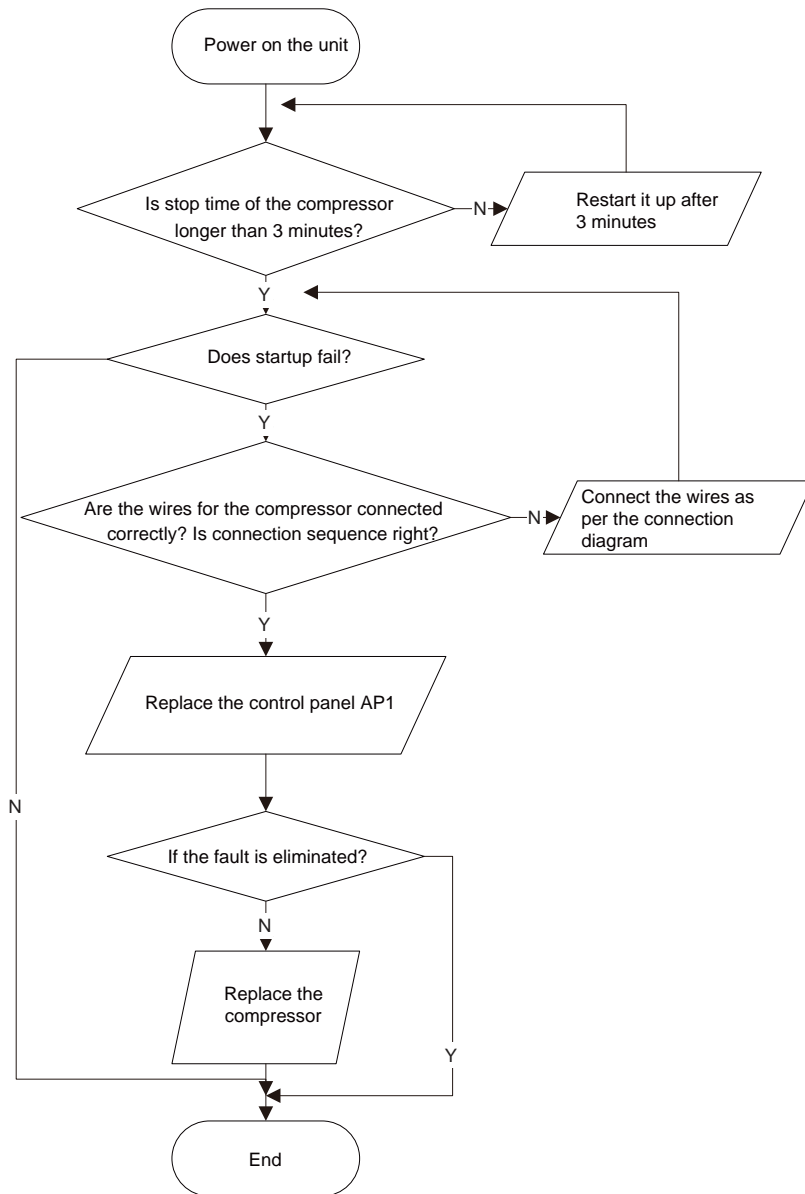 Power on the unit
Is stop time of the compressor
longer than 3 minutes?
N
Restart it up after
3 minutes
Y
Does startup fail?
Y
Are the wires for the compressor connected
correctly? Is connection sequence right?
N
Connect the wires as
per the connection
diagram
Y
Replace the control panel AP1
N
If the fault is eliminated?
N
Replace the
compressor
Y
End